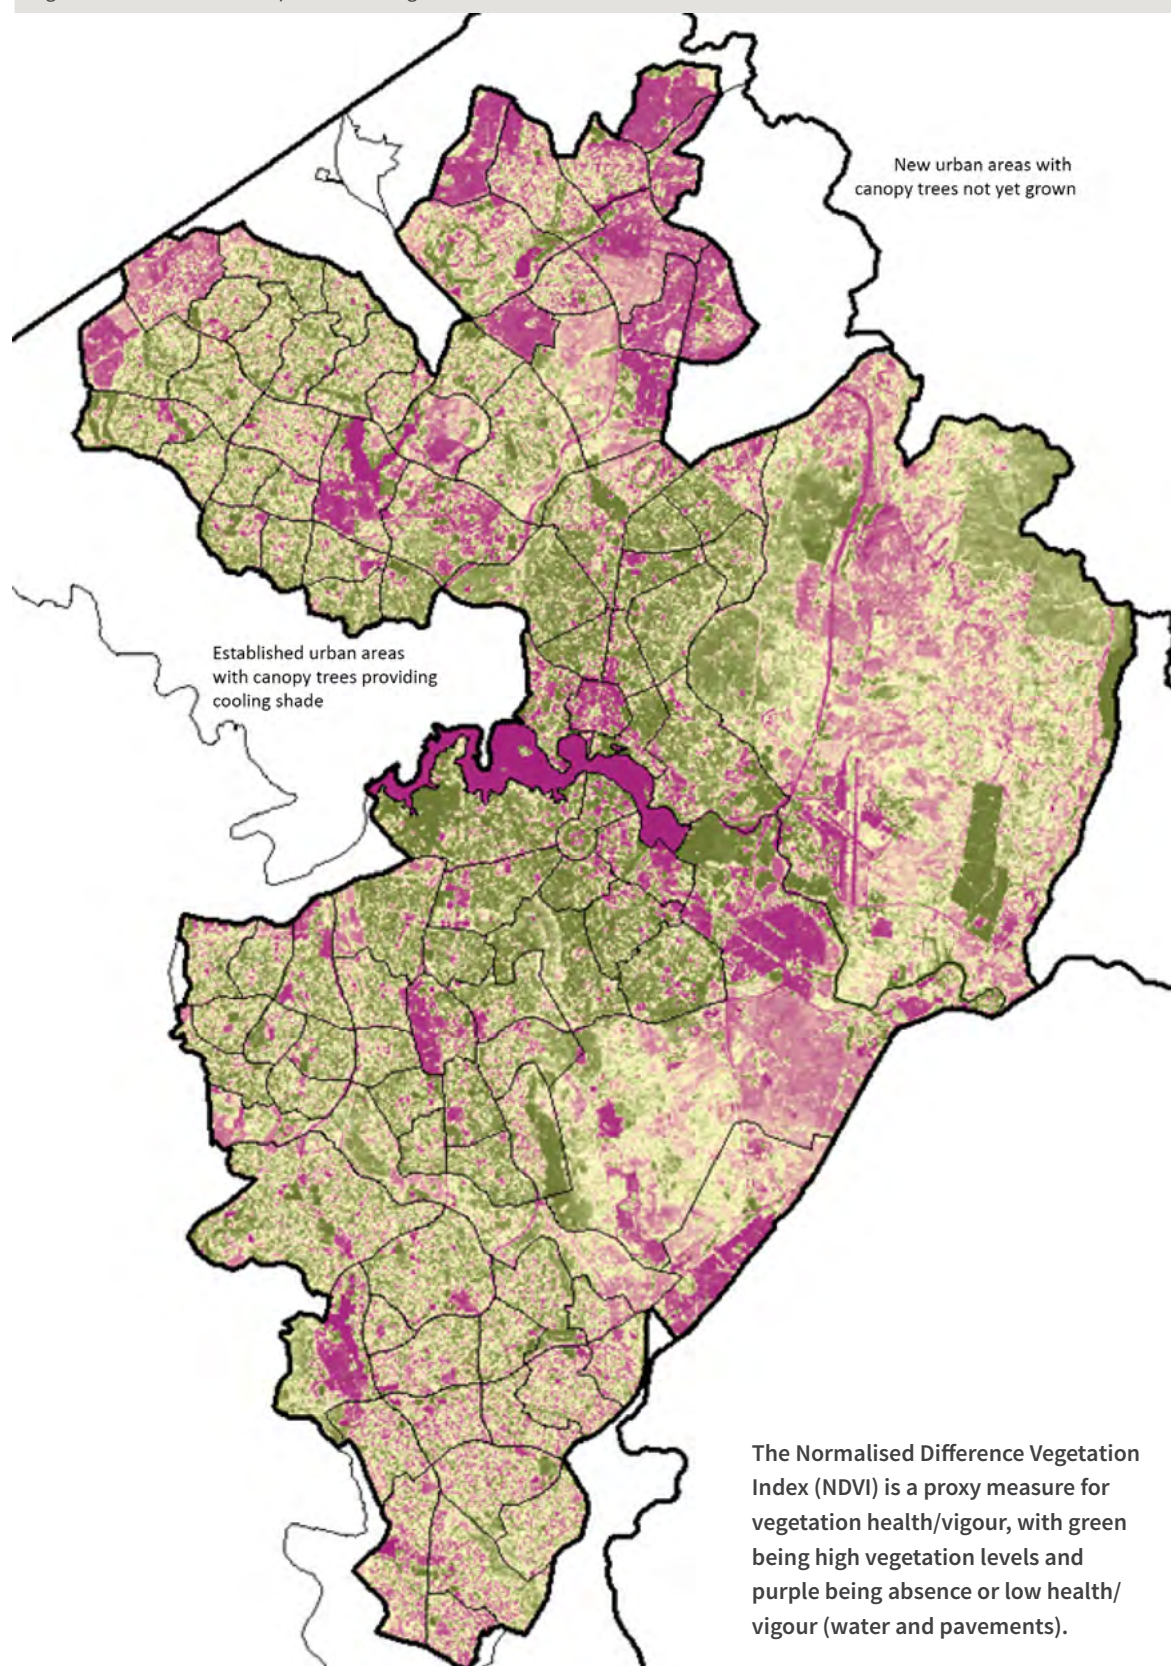 New urban areas with
canopy trees not yet grown
Established urban areas
with canopy trees providing
cooling shade
The Normalised Difference Vegetation
Index (NDVI) is a proxy measure for
vegetation health/vigour, with green
being high vegetation levels and
purple being absence or low health/
vigour (water and pavements).